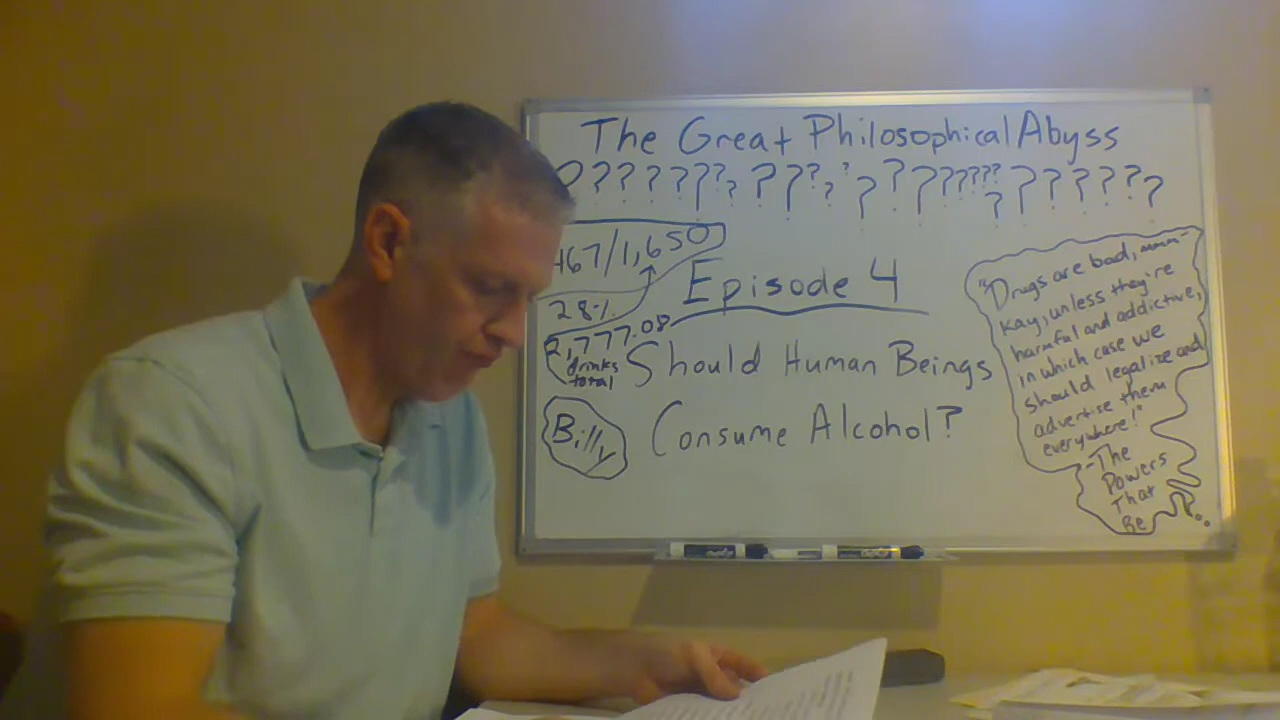 The Great Philosophical Abyss
????????????????????????????
467/1,650
Episode 4
28%
2,777.08
drinks
total
Should Human Beings
Billy
Consume Alcohol?
"Drugs are bad, mmm-
kay, unless they're
harmful and addictive,
in which case we
should legalize and
advertise them
everywhere!"
-The
Powers
That
Be